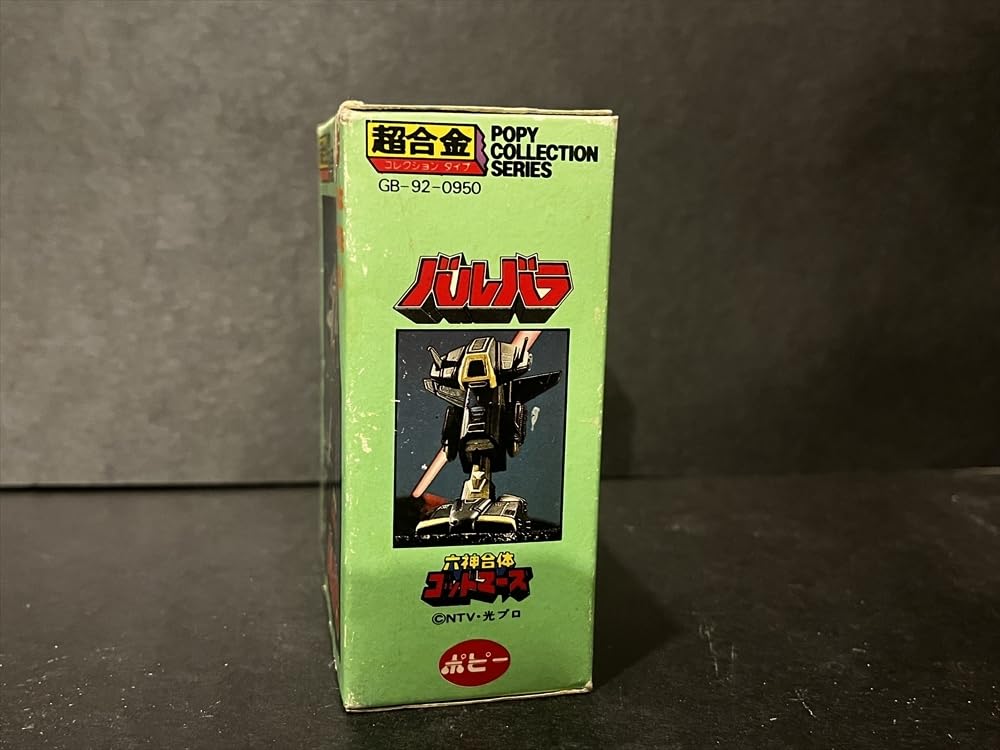 超合金
コレクション タイプ
POPY
COLLECTION
SERIES
GB-92-0950
バルバラ
六神合体
ゴッドマーズ
©NTV・光プロ
ポピー